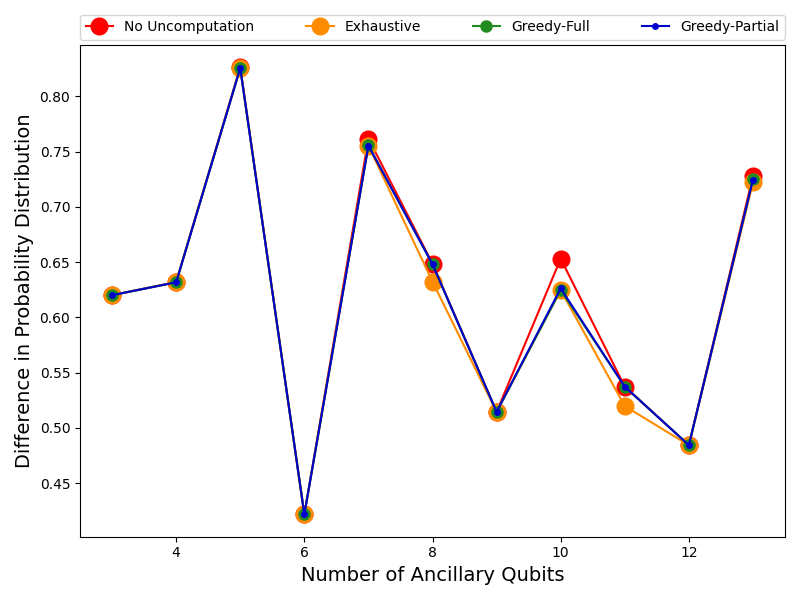 No Uncomputation Exhaustive Greedy-Full Greedy-Partial
Difference in Probability Distribution
0.80
0.75
0.70
0.65
0.60
0.55
0.50
0.45
4 6 8 10 12
Number of Ancillary Qubits